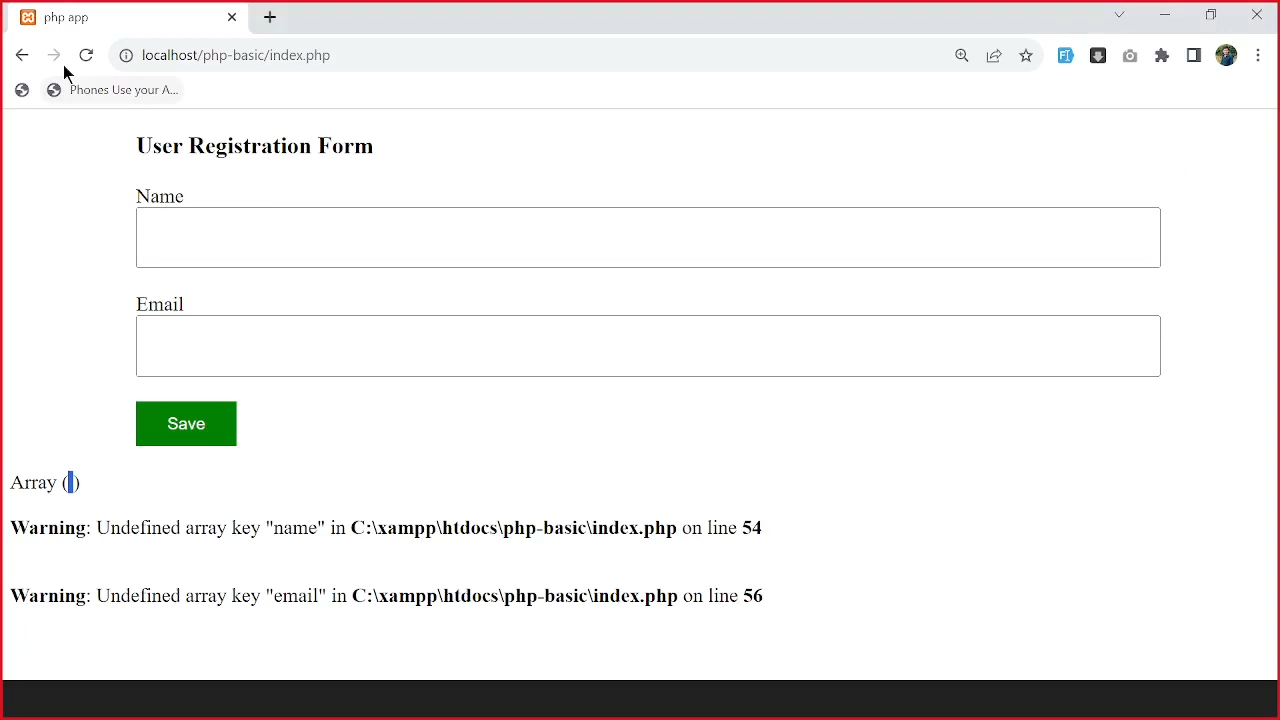 php app
localhost/php-basic/index.php
Phones Use your A...
User Registration Form
Name
Email
Save
Array ( )
Warning: Undefined array key "name" in C:\xampp\htdocs\php-basic\index.php on line 54
Warning: Undefined array key "email" in C:\xampp\htdocs\php-basic\index.php on line 56